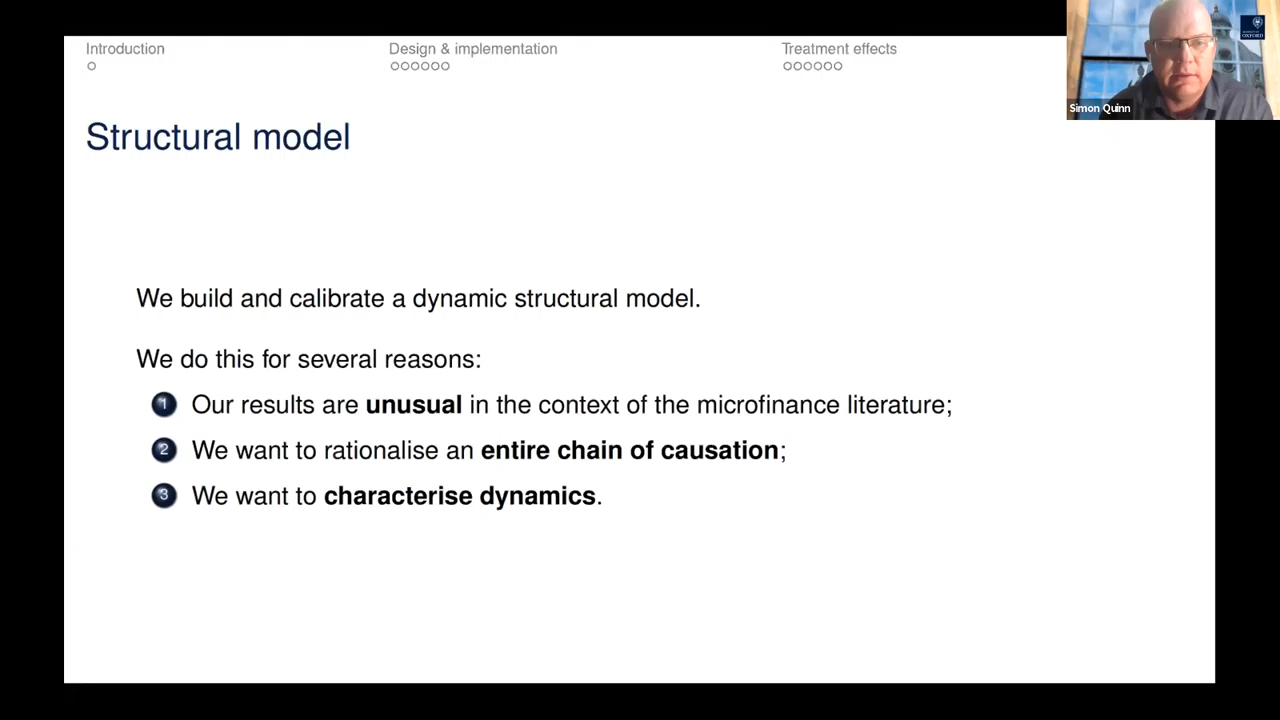 Introduction
Design & implementation
Treatment effects
Structural model
We build and calibrate a dynamic structural model.
We do this for several reasons:
1 Our results are unusual in the context of the microfinance literature;
2 We want to rationalise an entire chain of causation;
3 We want to characterise dynamics.
Simon Quinn
OXFORD